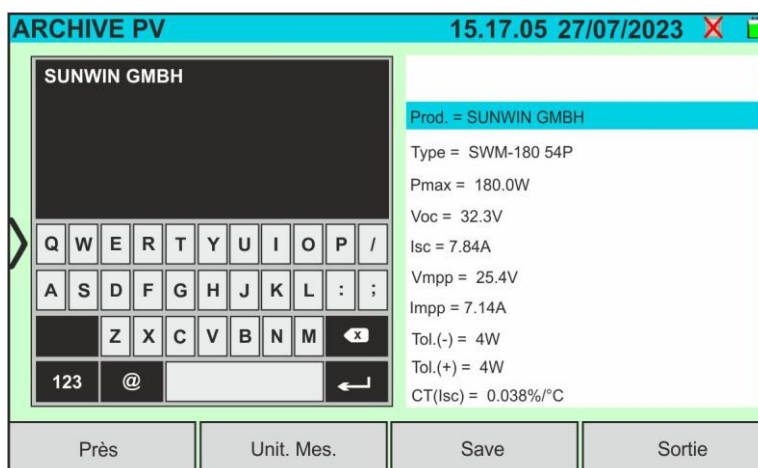 ARCHIVE PV 15.17.05 27/07/2023
SUNWIN GMBH
Q W E R T Y U I O P /
A S D F G H J K L : ;
Z X C V B N M x
123 @
Prod. = SUNWIN GMBH
Type = SWM-180 54P
Pmax = 180.0W
Voc = 32.3V
Isc = 7.84A
Vmpp = 25.4V
Impp = 7.14A
Tol.(-) = 4W
Tol.(+) = 4W
CT(Isc) = 0.038%/°C
Près Unit. Mes. Save Sortie